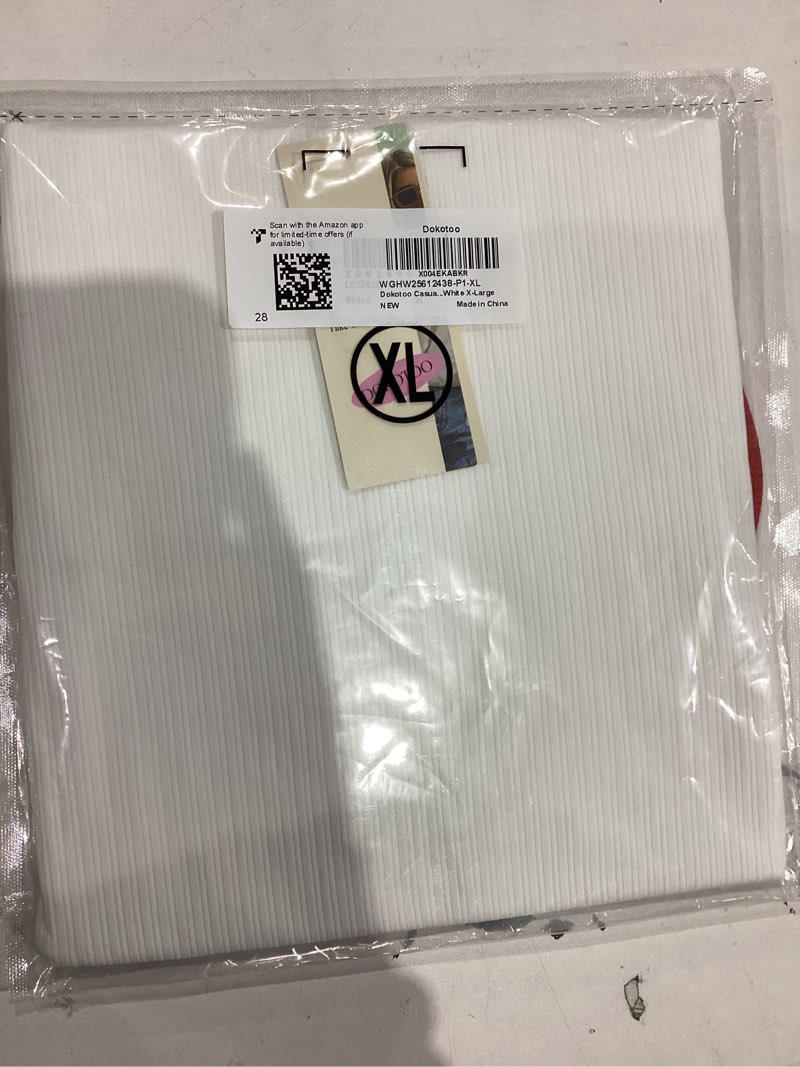 Scan with the Amazon app
for limited-time offers (if
available)
28
Dokotoo
X004EKABKR
WGHW25612438-P1-XL
Dokotoo Casua...White X-Large
NEW Made in China
XL
DOKOTOO